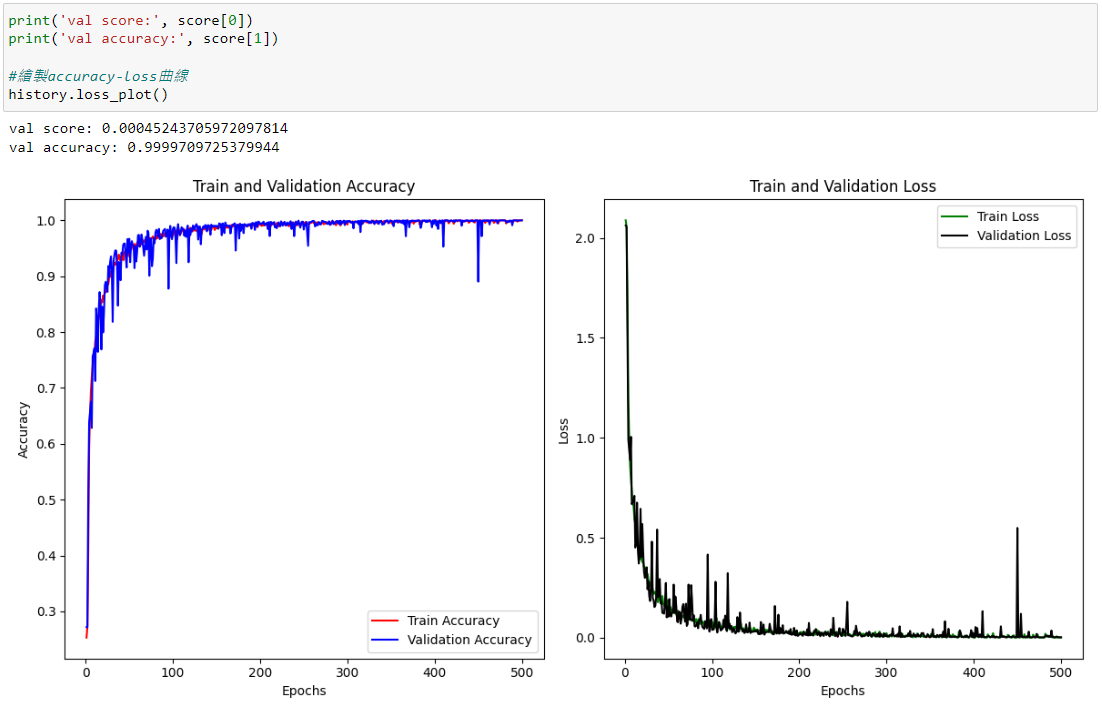 print('val score:', score[0])
print('val accuracy:', score[1])
#繪製accuracy-loss曲線
history.loss_plot()
val score: 0.00045243705972097814
val accuracy: 0.9999709725379944
Train and Validation Accuracy
1.0
0.9
0.8
0.7
0.6
0.5
0.4
0.3
Accuracy
Train Accuracy
Validation Accuracy
0
100
200
300
400
500
Epochs
Train and Validation Loss
Train Loss
Validation Loss
2.0
1.5
1.0
0.5
0.0
Loss
0
100
200
300
400
500
Epochs